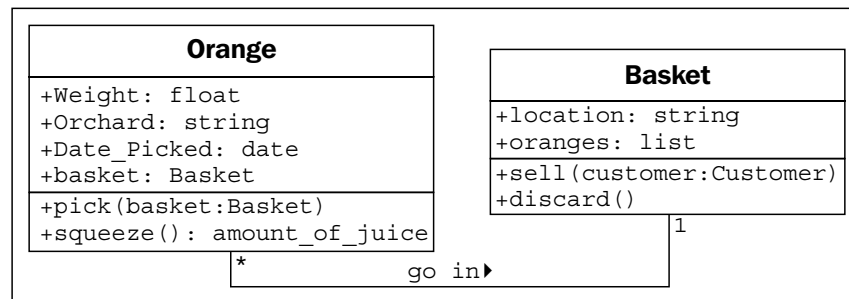 Orange
+Weight: float
+Orchard: string
+Date_Picked: date
+basket: Basket
+pick(basket:Basket)
+squeeze(): amount_of_juice
Basket
+location: string
+oranges: list
+sell(customer:Customer)
+discard()
*
go in
1